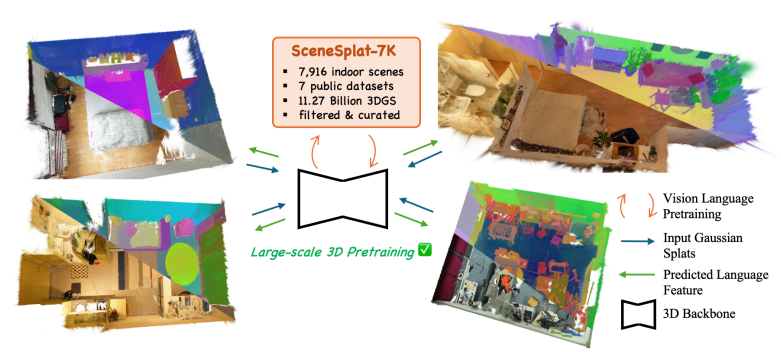 SceneSplat-7K
▪ 7,916 indoor scenes
▪ 7 public datasets
▪ 11.27 Billion 3DGS
▪ filtered & curated
Large-scale 3D Pretraining ✅
Vision Language
Pretraining
Input Gaussian
Splats
Predicted Language
Feature
3D Backbone